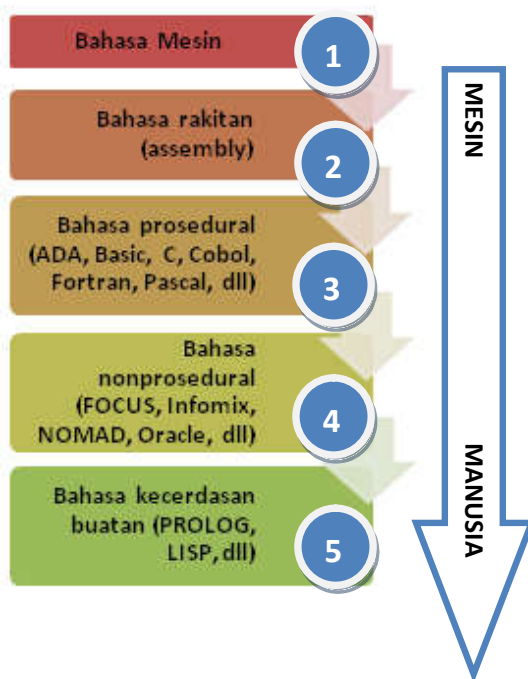 Bahasa Mesin
1
Bahasa rakitan
(assembly)
2
Bahasa prosedural
(ADA, Basic, C, Cobol,
Fortran, Pascal, dll)
3
Bahasa
nonprosedural
(FOCUS, Infomix,
NOMAD, Oracle, dll)
4
Bahasa kecerdasan
buatan (PROLOG,
LISP, dll)
5
MESIN
MANUSIA